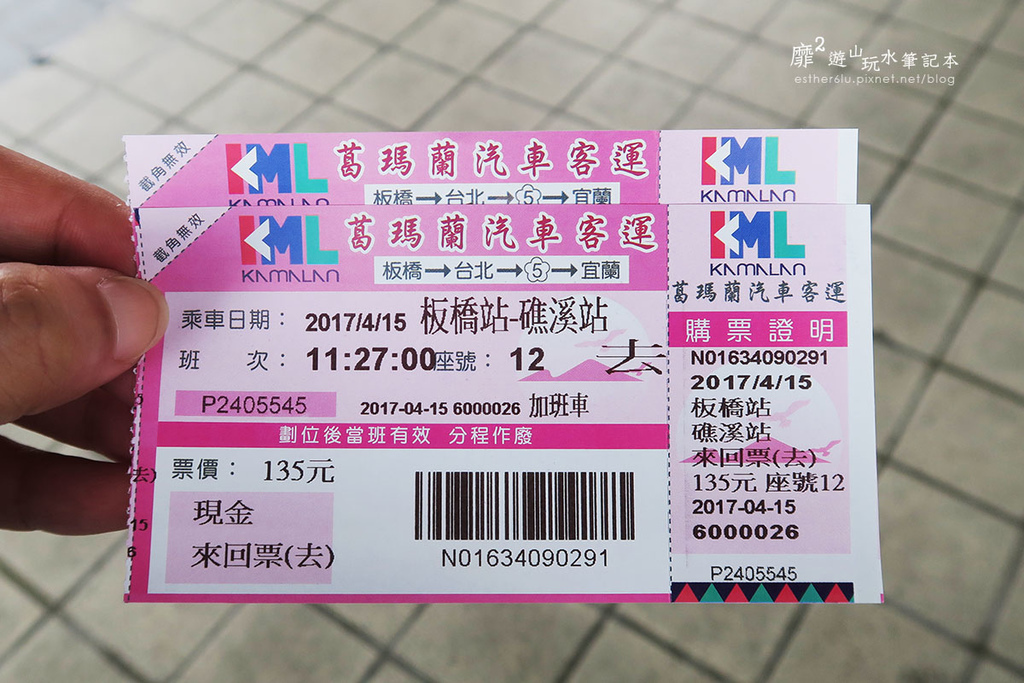 靡2遊山玩水筆記本
esther6lu.pixnet.net/blog
截角無效
KML 葛瑪蘭汽車客運
KAMALAN
板橋→台北→5→宜蘭
KML
KAMALAN
截角無效
KML 葛瑪蘭汽車客運
KAMALAN
板橋→台北→5→宜蘭
乘車日期： 2017/4/15 板橋站-礁溪站
班 次： 11:27:00 座號： 12 去
P2405545 2017-04-15 6000026 加班車
劃位後當班有效 分程作廢
票價： 135元
現金
來回票(去)
N01634090291
KML
KAMALAN
葛瑪蘭汽車客運
購票證明
N01634090291
2017/4/15
板橋站
礁溪站
來回票(去)
135元 座號12
2017-04-15
6000026
P2405545
去)
15
6